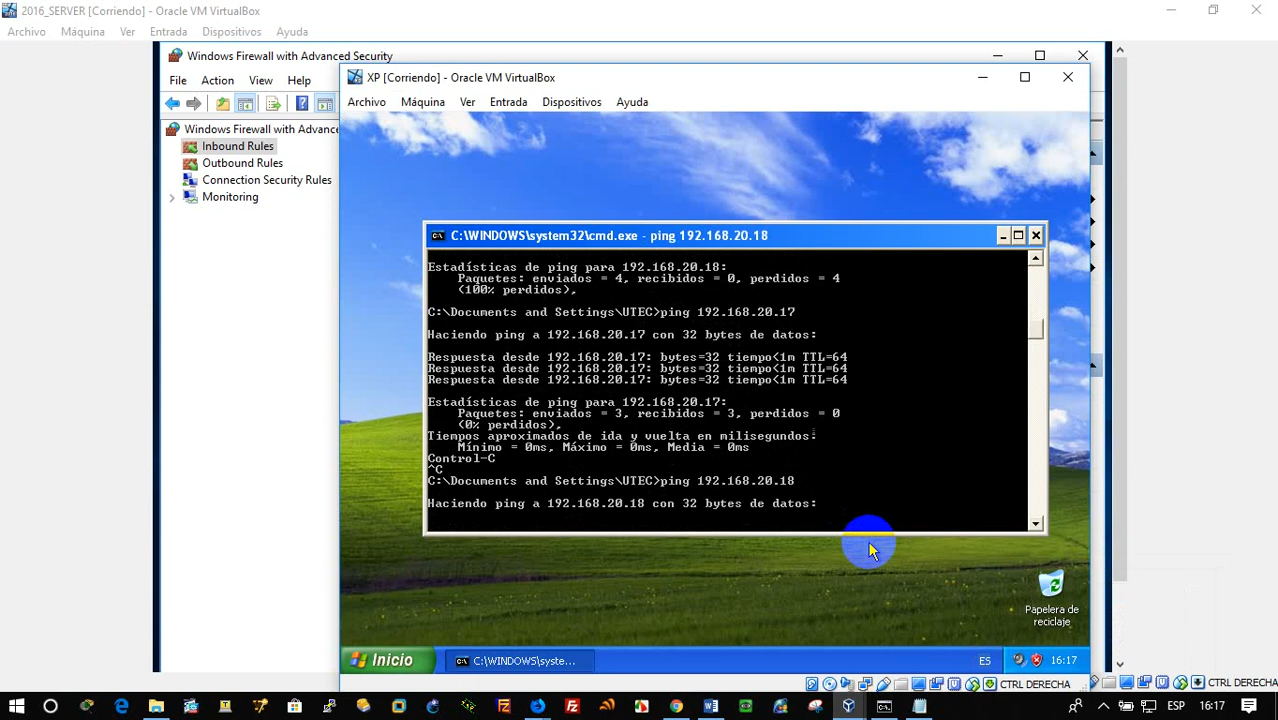 2016_SERVER [Corriendo] - Oracle VM VirtualBox
Archivo Máquina Ver Entrada Dispositivos Ayuda
Windows Firewall with Advanced Security
File Action View Help
Windows Firewall with Advance
Inbound Rules
Outbound Rules
Connection Security Rules
Monitoring
XP [Corriendo] - Oracle VM VirtualBox
Archivo Máquina Ver Entrada Dispositivos Ayuda
C:\WINDOWS\system32\cmd.exe - ping 192.168.20.18
Estadísticas de ping para 192.168.20.18:
Paquetes: enviados = 4, recibidos = 0, perdidos = 4
(100% perdidos),
C:\Documents and Settings\UTEC>ping 192.168.20.17
Haciendo ping a 192.168.20.17 con 32 bytes de datos:
Respuesta desde 192.168.20.17: bytes=32 tiempo<1m TTL=64
Respuesta desde 192.168.20.17: bytes=32 tiempo<1m TTL=64
Respuesta desde 192.168.20.17: bytes=32 tiempo<1m TTL=64
Estadísticas de ping para 192.168.20.17:
Paquetes: enviados = 3, recibidos = 3, perdidos = 0
(0% perdidos),
Tiempos aproximados de ida y vuelta en milisegundos:
Mínimo = 0ms, Máximo = 0ms, Media = 0ms
Control-C
^C
C:\Documents and Settings\UTEC>ping 192.168.20.18
Haciendo ping a 192.168.20.18 con 32 bytes de datos:
Papelera de
reciclaje
Inicio C:\WINDOWS\syste... ES 16:17
CTRL DERECHA
CTRL DERECHA
ESP 16:17